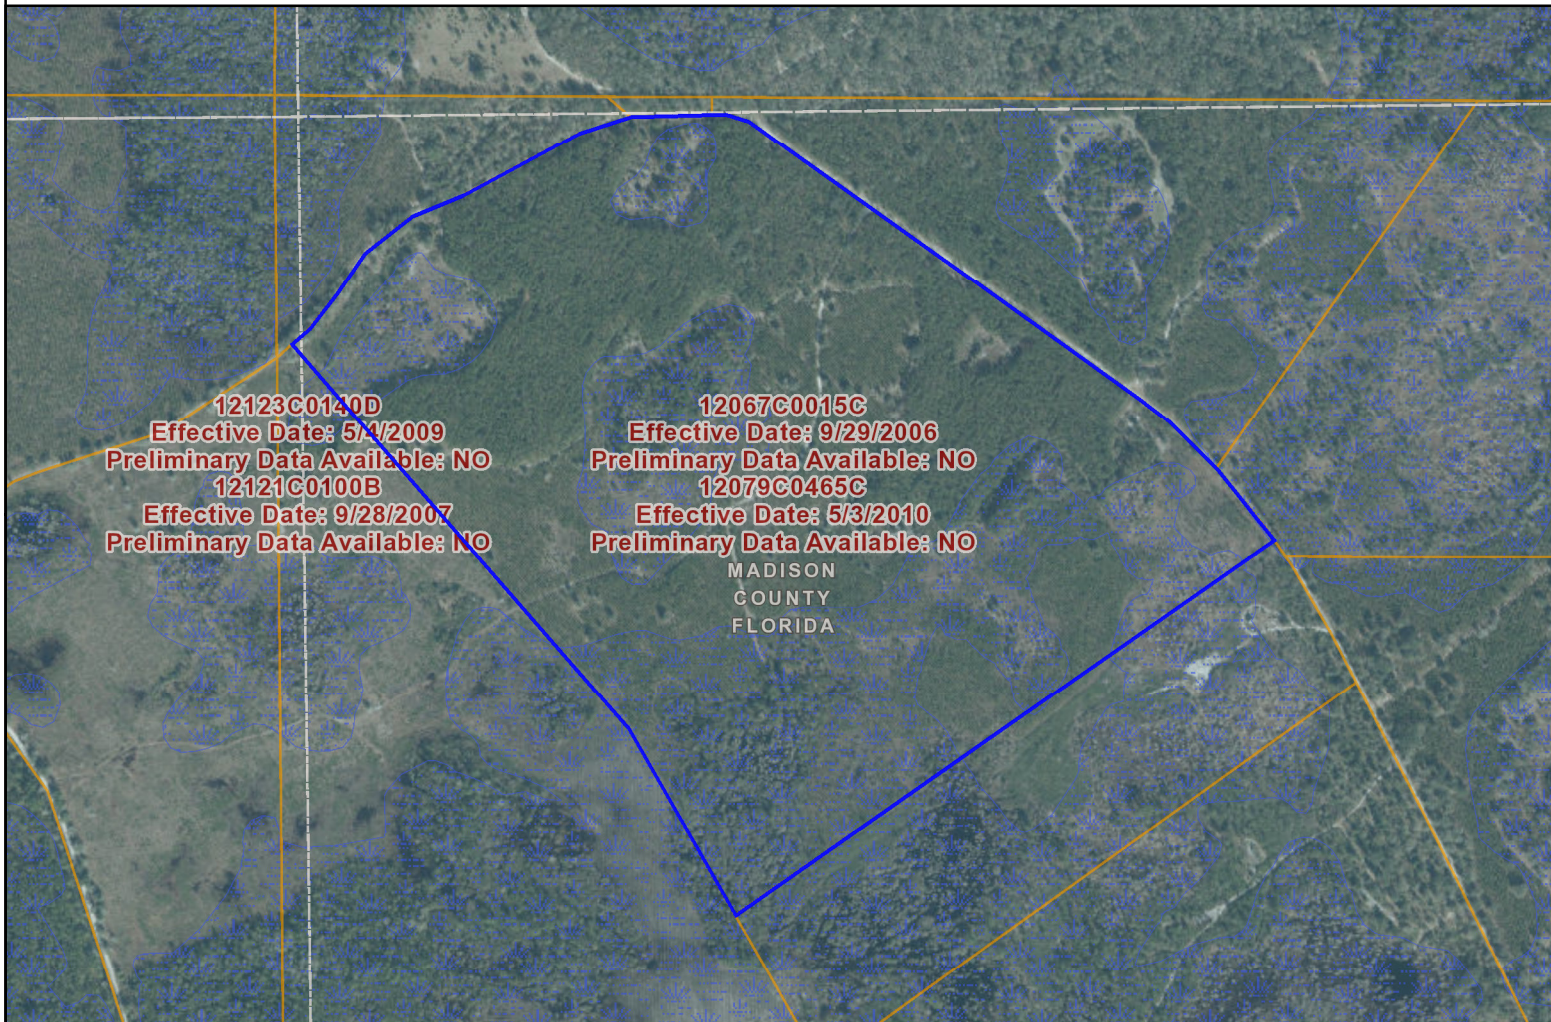 12123C0140D
Effective Date: 5/4/2009
Preliminary Data Available: NO
12121C0100B
Effective Date: 9/28/2007
Preliminary Data Available: NO
12067C0015C
Effective Date: 9/29/2006
Preliminary Data Available: NO
12079C0465C
Effective Date: 5/3/2010
Preliminary Data Available: NO
MADISON
COUNTY
FLORIDA